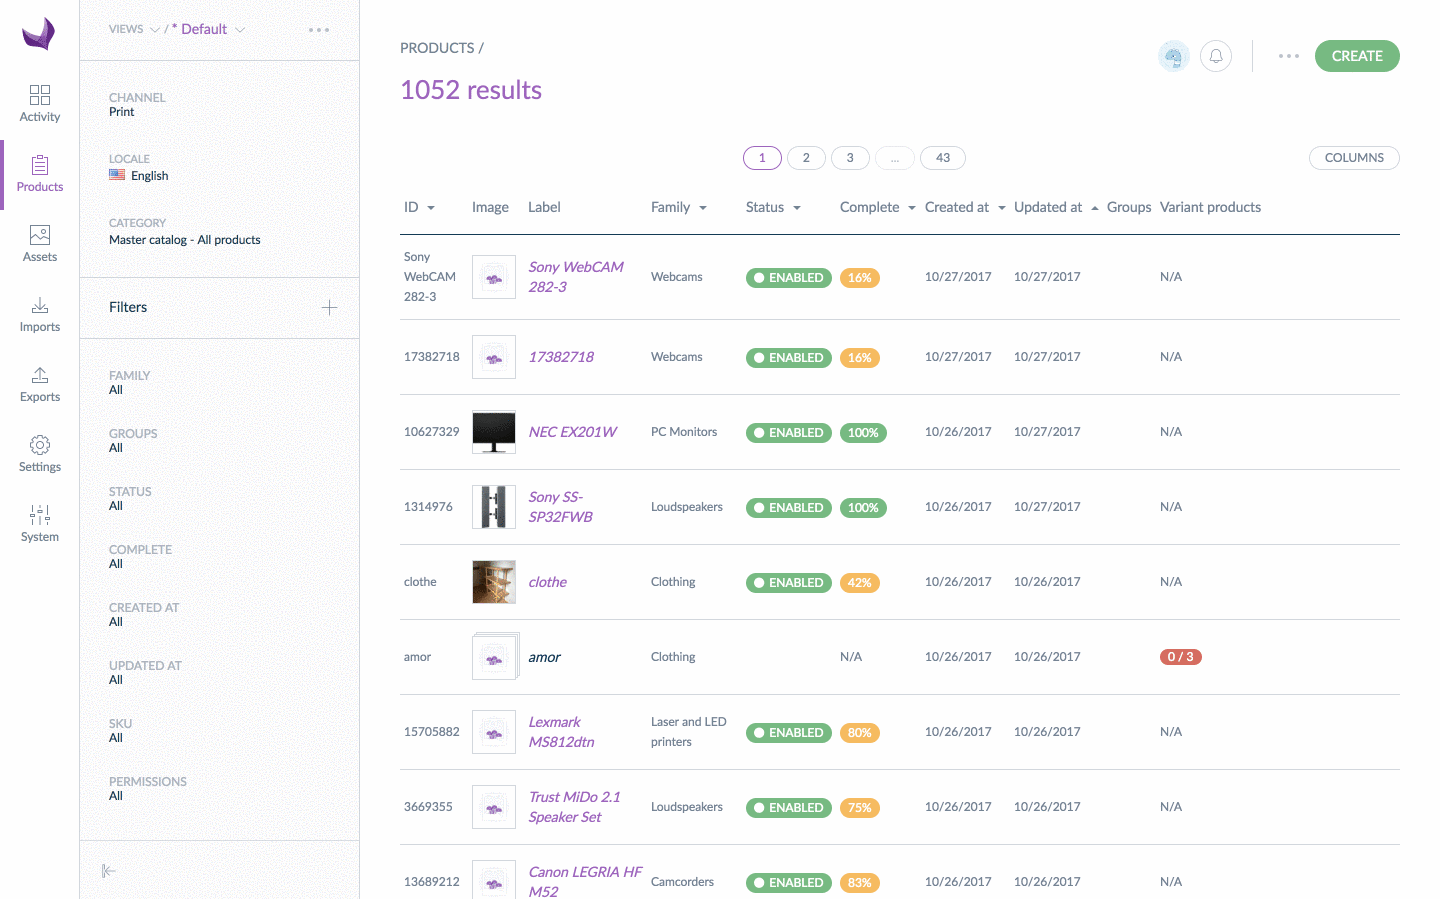 VIEWS / * Default
Activity
Products
Assets
Imports
Exports
Settings
System
CHANNEL
Print
LOCALE
English
CATEGORY
Master catalog - All products
Filters
FAMILY
All
GROUPS
All
STATUS
All
COMPLETE
All
CREATED AT
All
UPDATED AT
All
SKU
All
PERMISSIONS
All
PRODUCTS /
1052 results
CREATE
1 2 3 ... 43
COLUMNS
ID Image Label Family Status Complete Created at Updated at Groups Variant products
Sony WebCAM 282-3 Sony WebCAM 282-3 Webcams ENABLED 16% 10/27/2017 10/27/2017 N/A
17382718 17382718 Webcams ENABLED 16% 10/27/2017 10/27/2017 N/A
10627329 NEC EX201W PC Monitors ENABLED 100% 10/26/2017 10/27/2017 N/A
1314976 Sony SS-SP32FWB Loudspeakers ENABLED 100% 10/26/2017 10/27/2017 N/A
clothe clothe Clothing ENABLED 42% 10/26/2017 10/26/2017 N/A
amor amor Clothing N/A 10/26/2017 10/26/2017 0 / 3
15705882 Lexmark MS812dtn Laser and LED printers ENABLED 80% 10/26/2017 10/26/2017 N/A
3669355 Trust MiDo 2.1 Speaker Set Loudspeakers ENABLED 75% 10/26/2017 10/26/2017 N/A
13689212 Canon LEGRIA HF M52 Camcorders ENABLED 83% 10/26/2017 10/26/2017 N/A